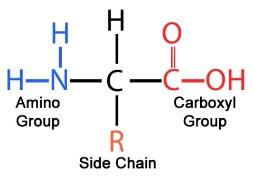 H H O
H-N-C-C-OH
Amino Group Carboxyl Group
R
Side Chain